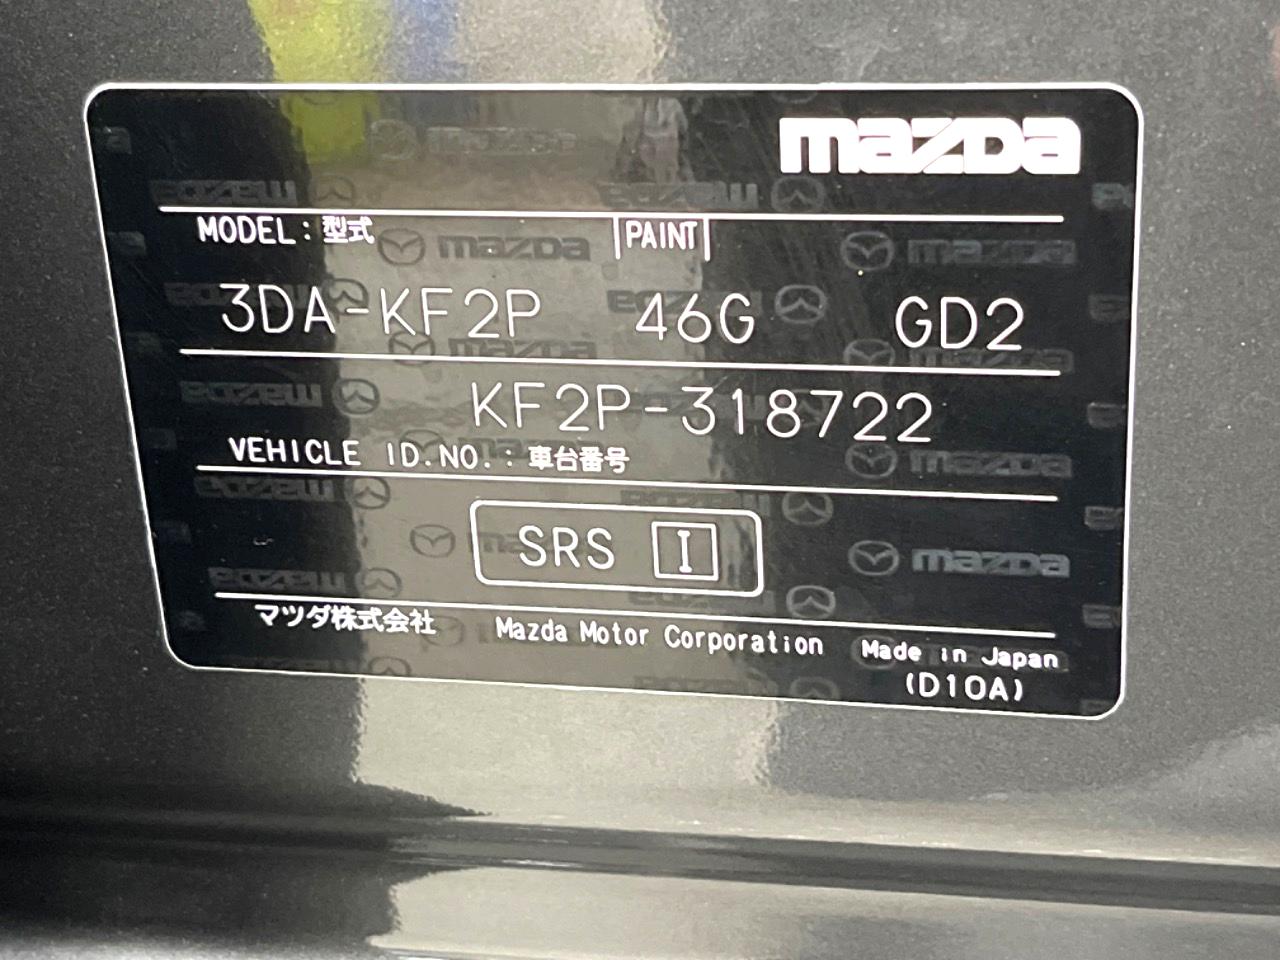 mazda
MODEL:型式 PAINT
3DA-KF2P 46G GD2
KF2P-318722
VEHICLE ID.NO.:車台番号
SRS I
マツダ株式会社 Mazda Motor Corporation Made in Japan
(D10A)